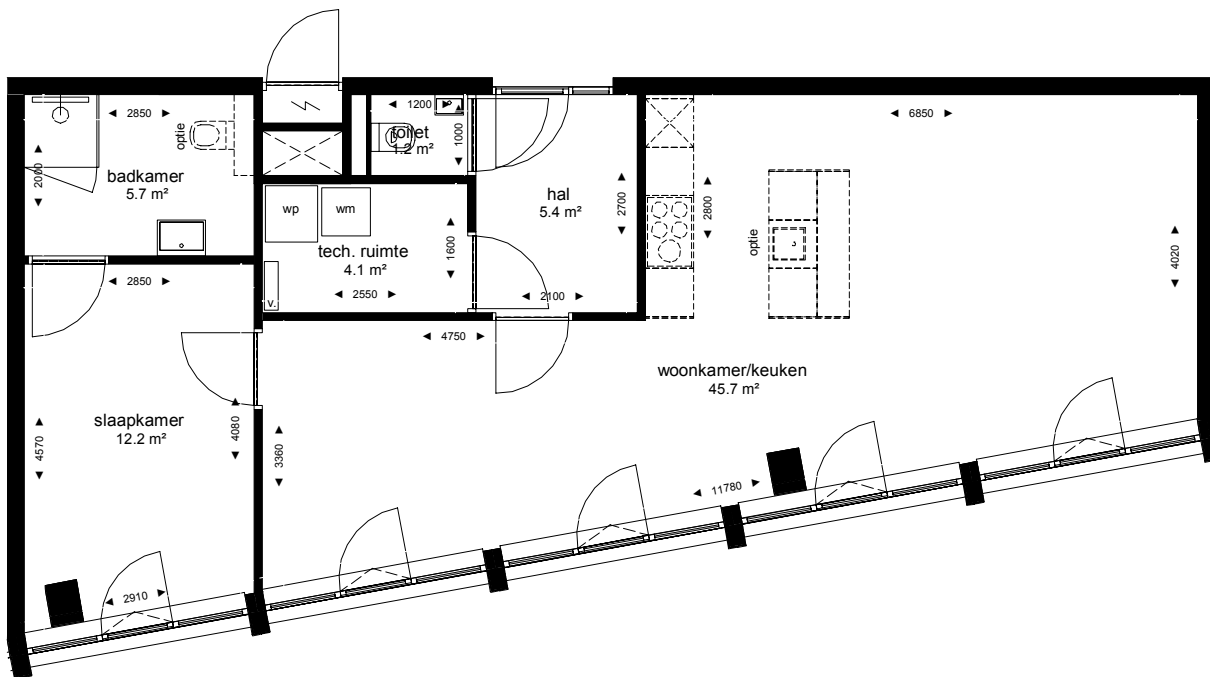 2850
optie
2000
badkamer
5.7 m²
1200
toilet
1.2 m²
1000
hal
5.4 m²
2700
2800
6850
optie
4020
wp
wm
tech. ruimte
4.1 m²
1600
v.
2550
2100
2850
4750
woonkamer/keuken
45.7 m²
slaapkamer
12.2 m²
4570
4080
3360
11780
2910